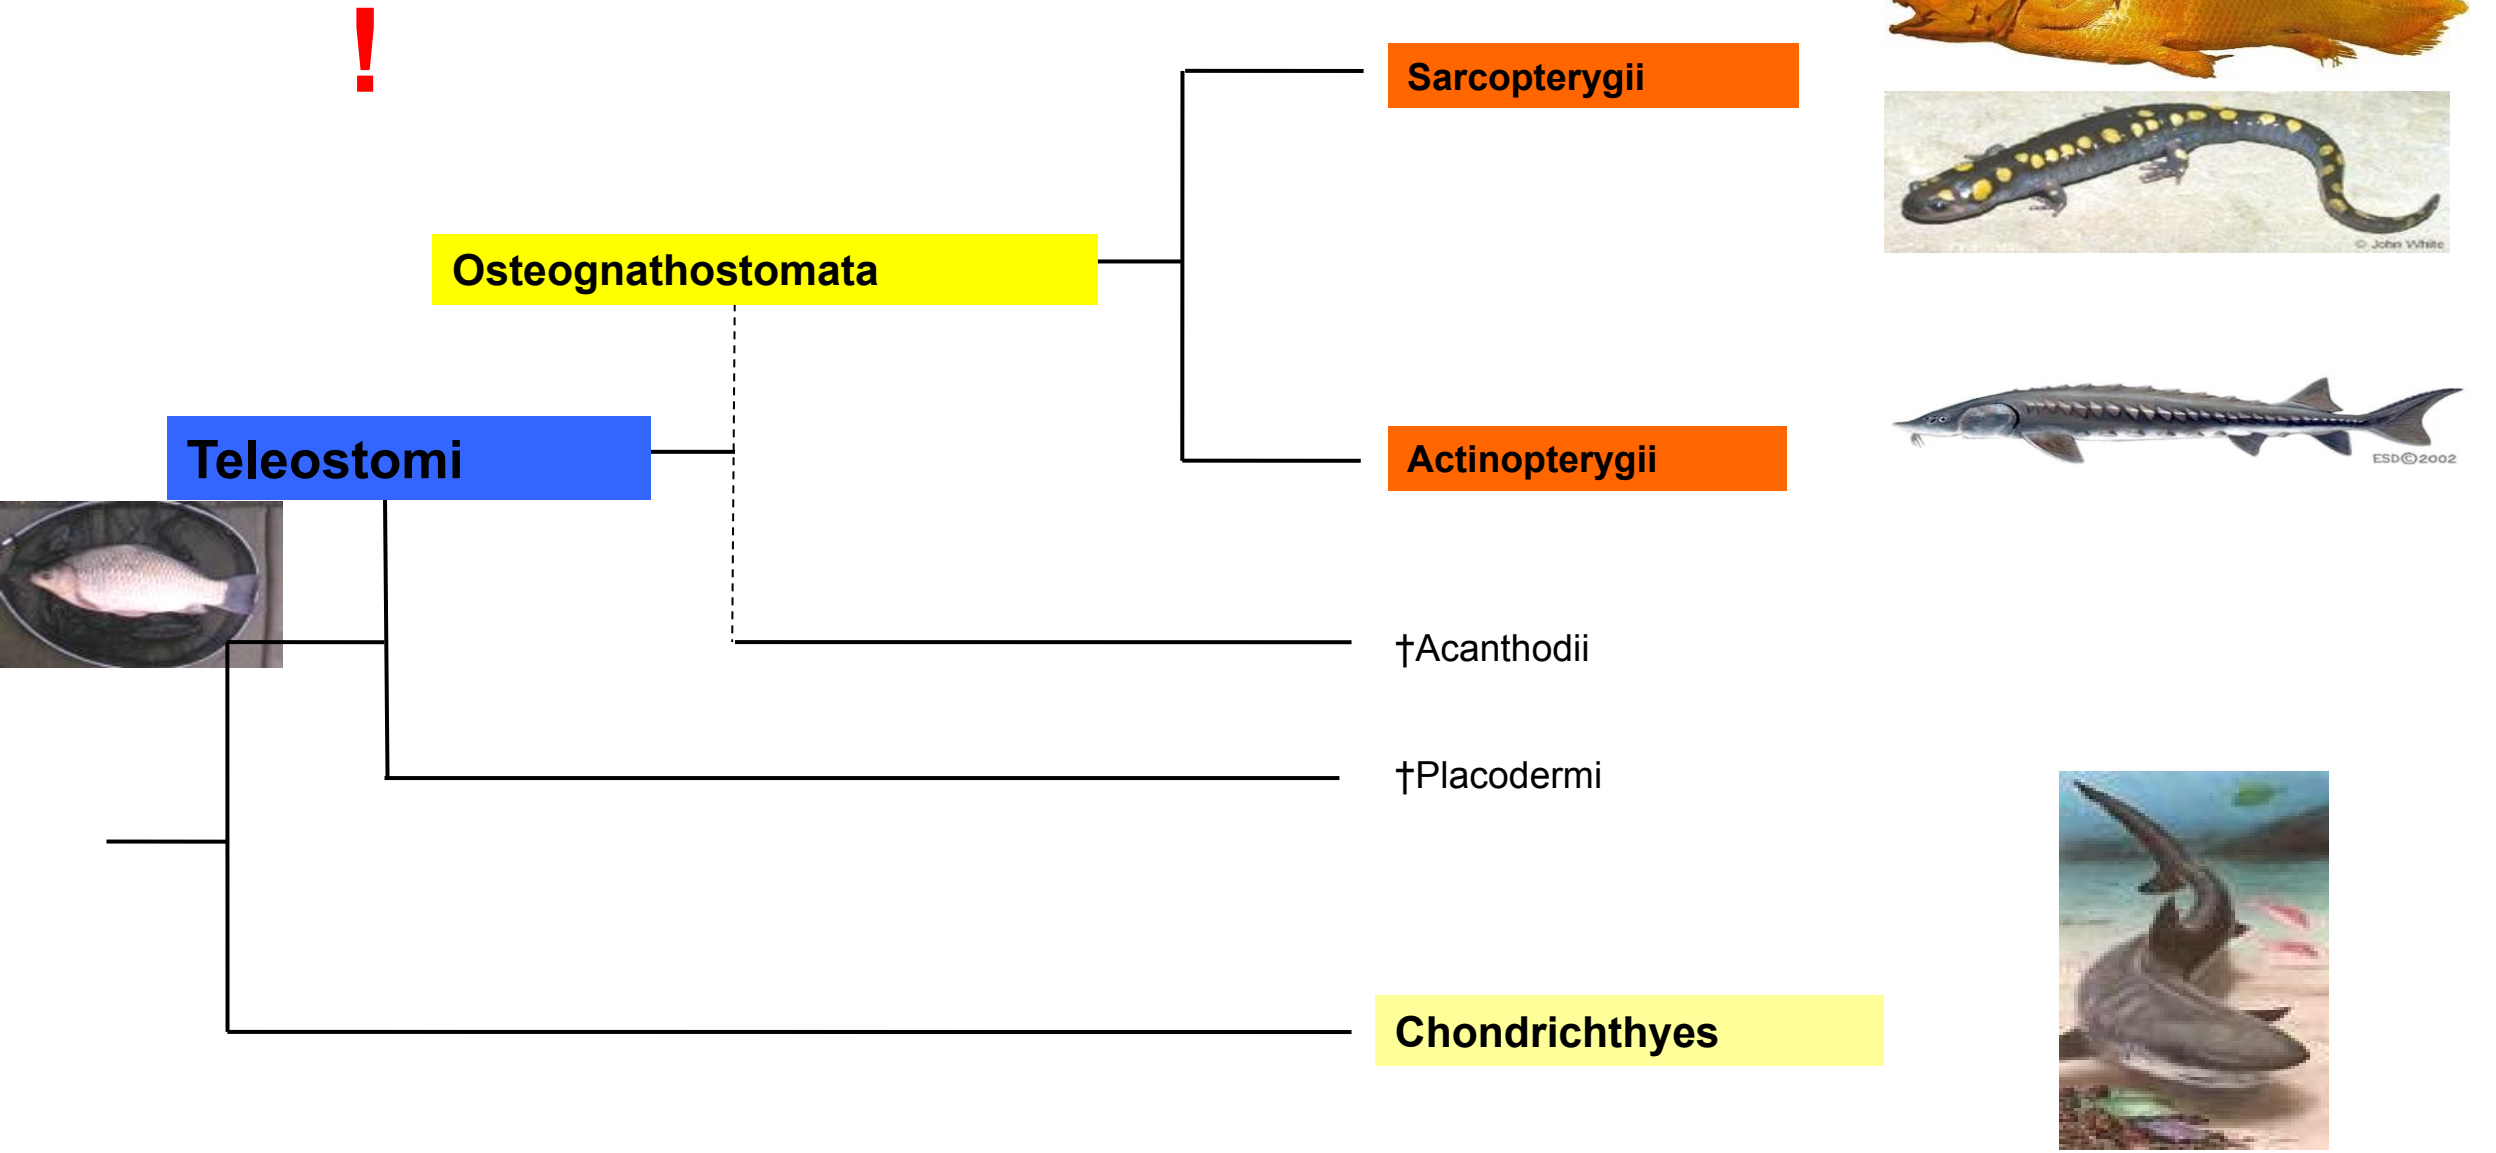 !
Sarcopterygii
© John White
Osteognathostomata
Teleostomi
Actinopterygii
ESD©2002
†Acanthodii
†Placodermi
Chondrichthyes